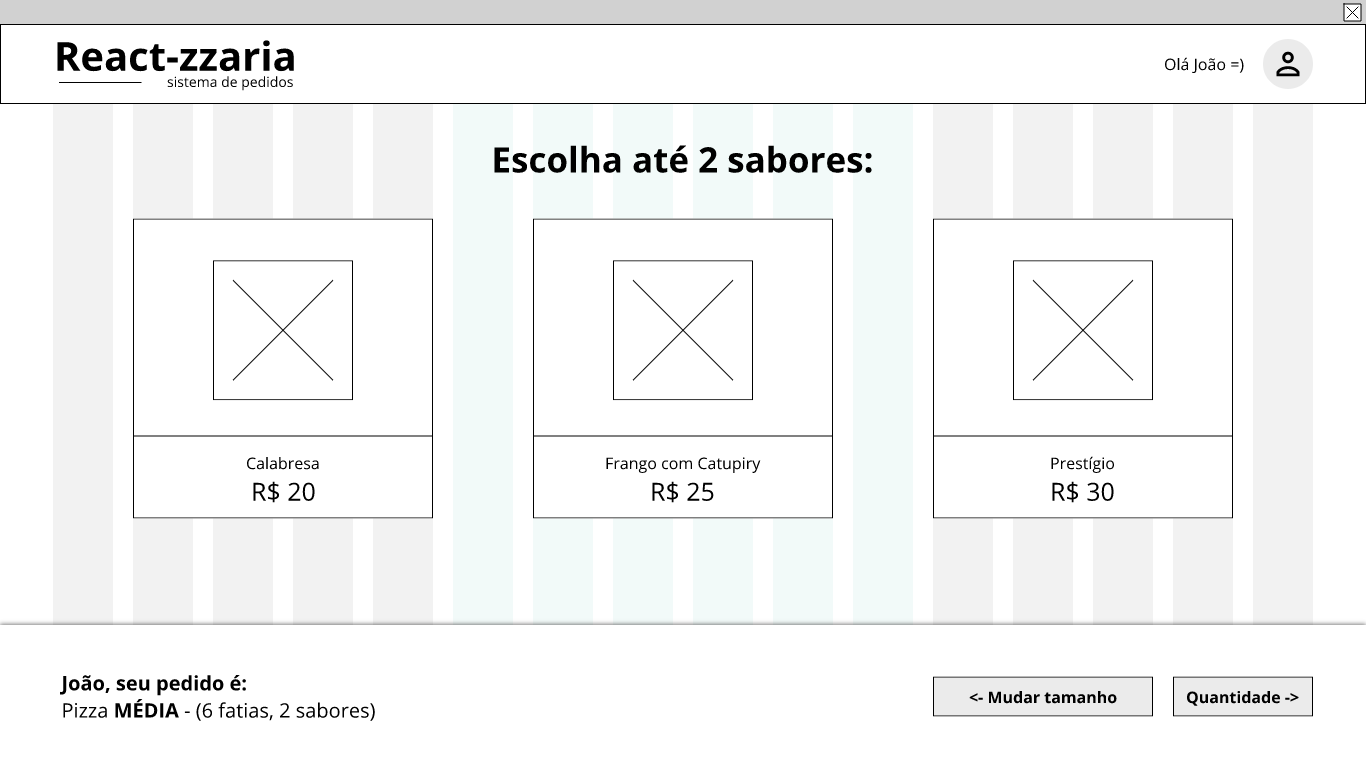 React-zzaria
sistema de pedidos
Olá João =)
Escolha até 2 sabores:
Calabresa
R$ 20
Frango com Catupiry
R$ 25
Prestígio
R$ 30
João, seu pedido é:
Pizza MÉDIA - (6 fatias, 2 sabores)
<- Mudar tamanho
Quantidade ->